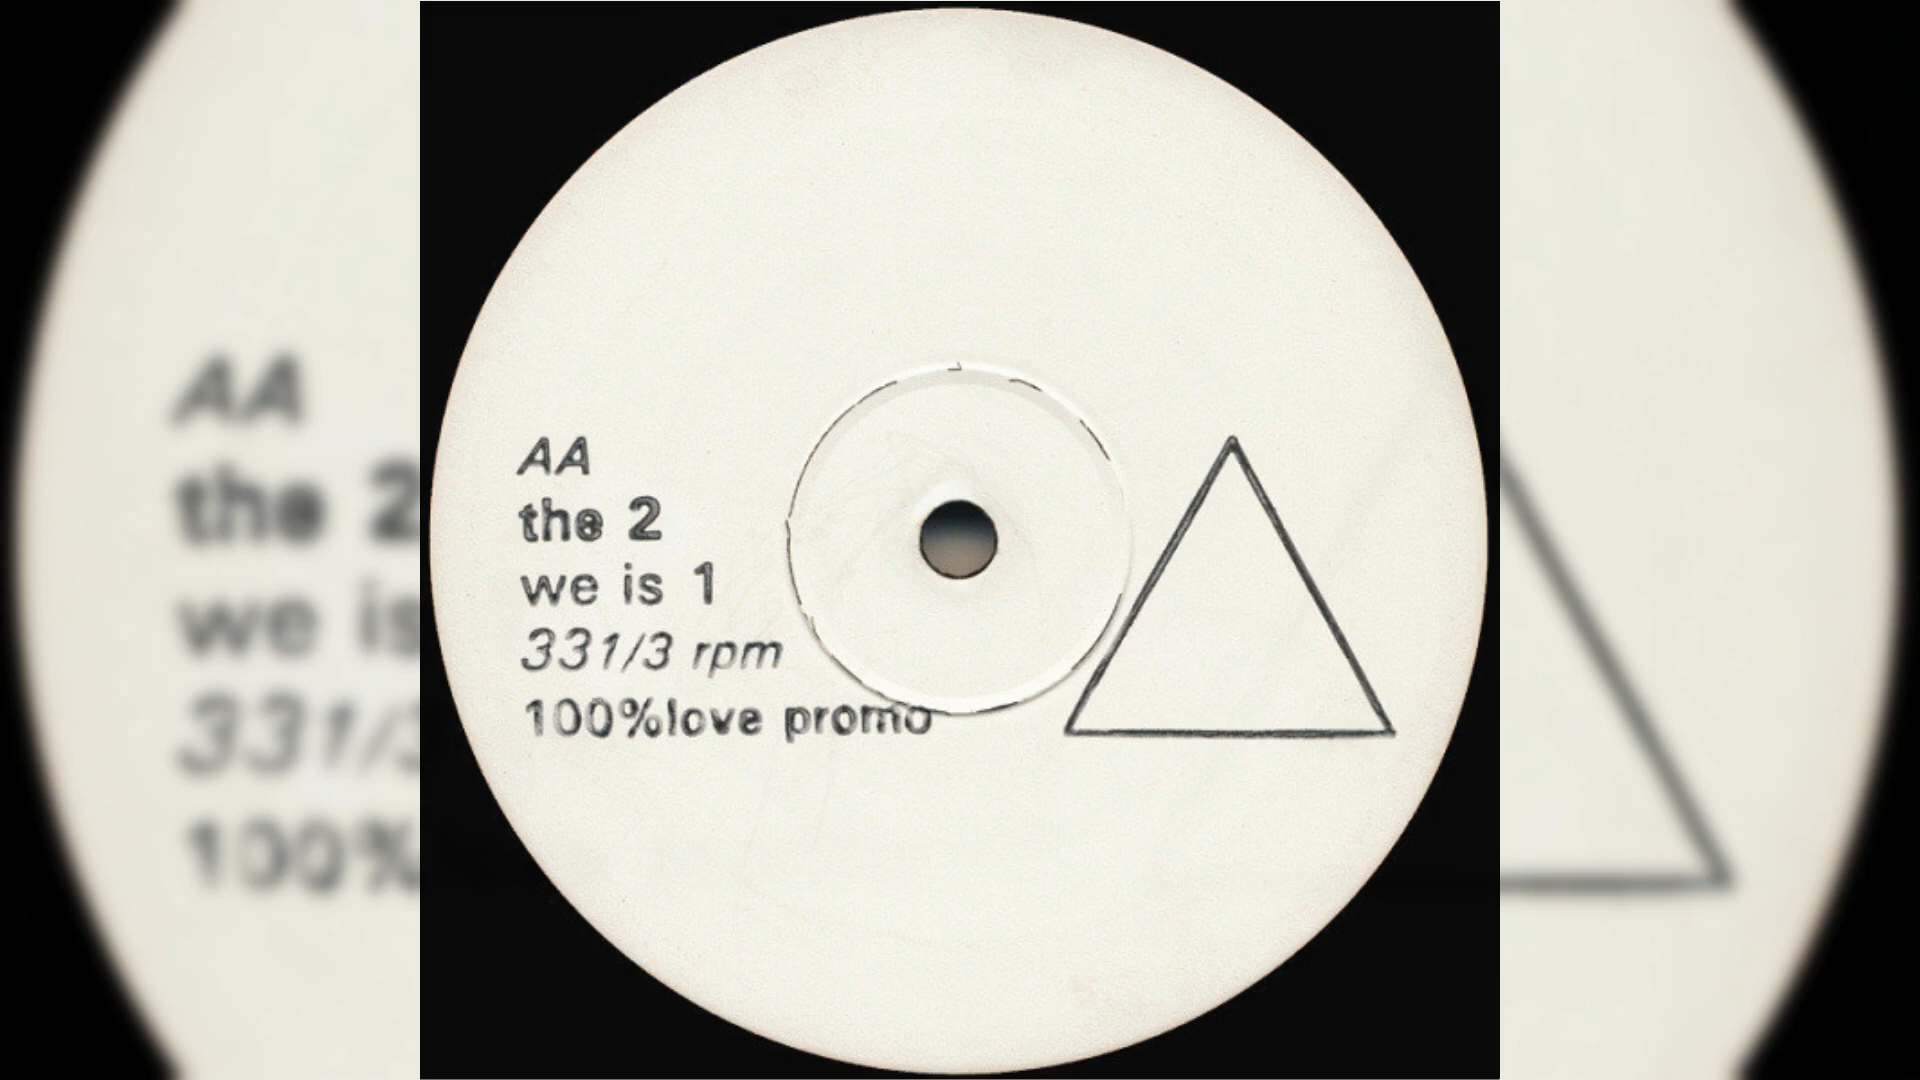 AA
the 2
we is 1
331/3 rpm
100%love promo